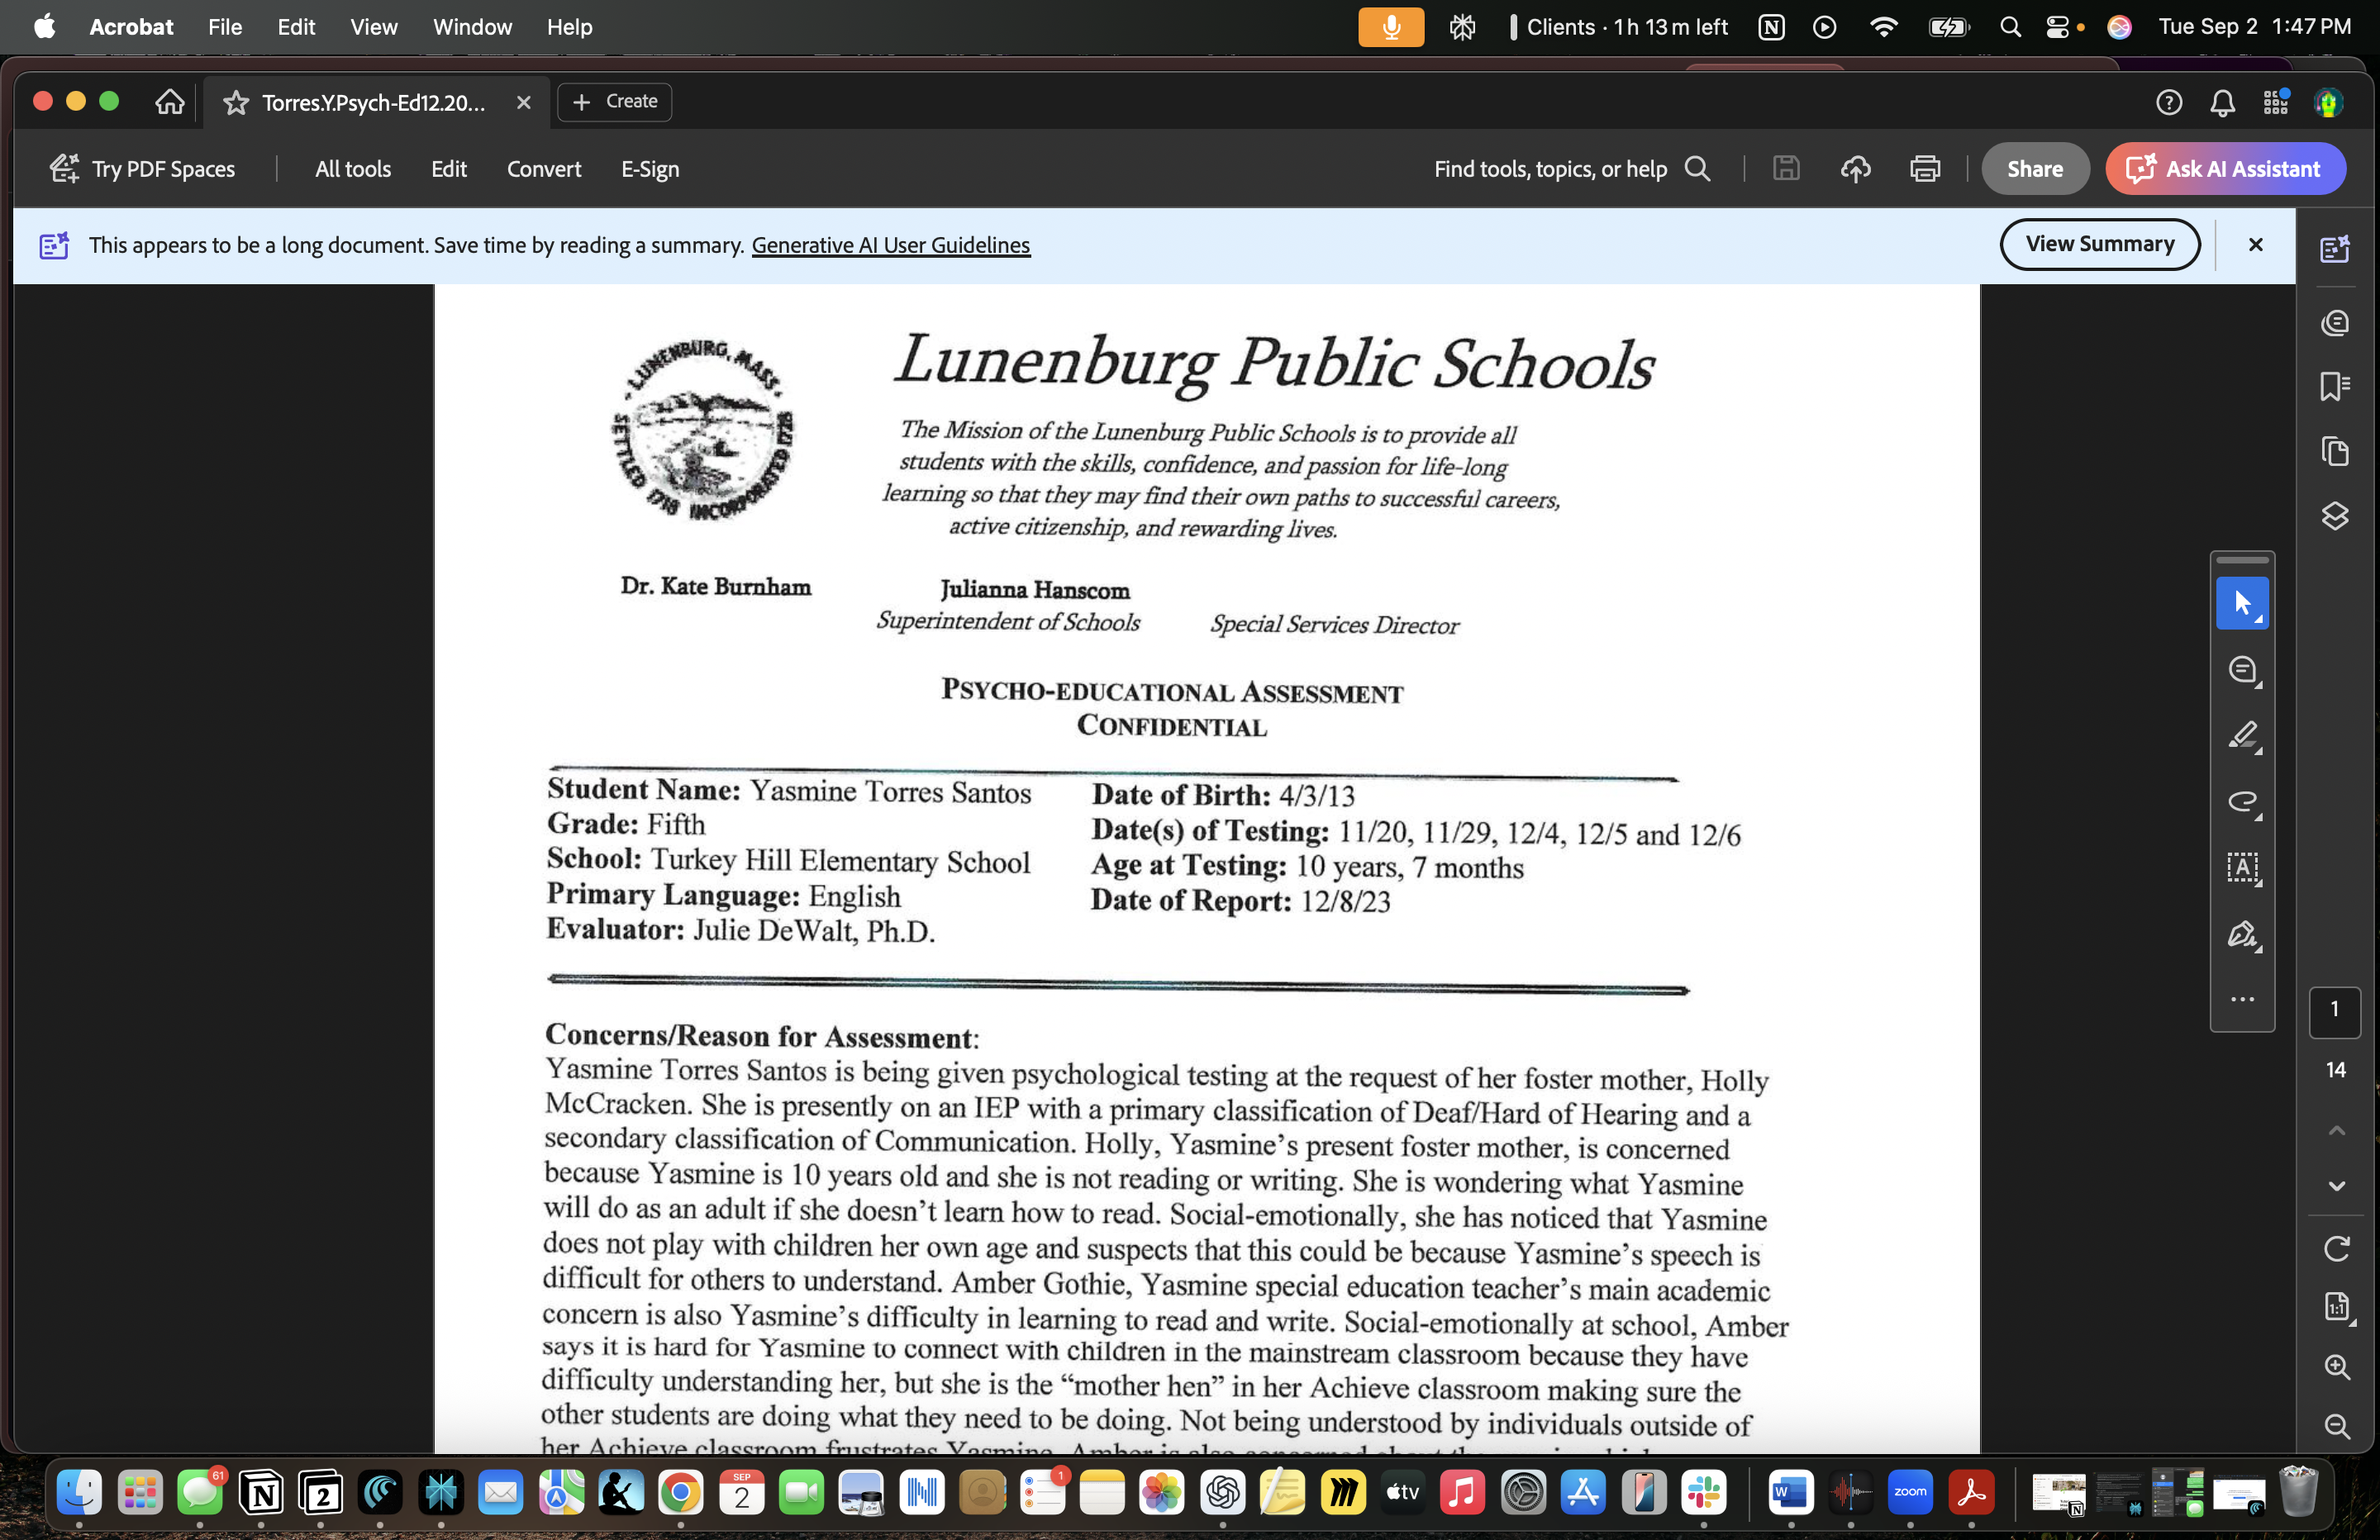 Acrobat File Edit View Window Help Clients · 1h 13m left Tue Sep 2 1:47 PM
Torres.Y.Psych-Ed12.20... Create
Try PDF Spaces All tools Edit Convert E-Sign Find tools, topics, or help Share Ask AI Assistant
This appears to be a long document. Save time by reading a summary. Generative AI User Guidelines View Summary
LUNENBURG, MASS
SETTLED 1718 INCORPORATED 1728
Lunenburg Public Schools
The Mission of the Lunenburg Public Schools is to provide all
students with the skills, confidence, and passion for life-long
learning so that they may find their own paths to successful careers,
active citizenship, and rewarding lives.
Dr. Kate Burnham Julianna Hanscom
Superintendent of Schools Special Services Director
PSYCHO-EDUCATIONAL ASSESSMENT
CONFIDENTIAL
Student Name: Yasmine Torres Santos Date of Birth: 4/3/13
Grade: Fifth Date(s) of Testing: 11/20, 11/29, 12/4, 12/5 and 12/6
School: Turkey Hill Elementary School Age at Testing: 10 years, 7 months
Primary Language: English Date of Report: 12/8/23
Evaluator: Julie DeWalt, Ph.D.
Concerns/Reason for Assessment:
Yasmine Torres Santos is being given psychological testing at the request of her foster mother, Holly
McCracken. She is presently on an IEP with a primary classification of Deaf/Hard of Hearing and a
secondary classification of Communication. Holly, Yasmine's present foster mother, is concerned
because Yasmine is 10 years old and she is not reading or writing. She is wondering what Yasmine
will do as an adult if she doesn't learn how to read. Social-emotionally, she has noticed that Yasmine
does not play with children her own age and suspects that this could be because Yasmine's speech is
difficult for others to understand. Amber Gothie, Yasmine special education teacher's main academic
concern is also Yasmine's difficulty in learning to read and write. Social-emotionally at school, Amber
says it is hard for Yasmine to connect with children in the mainstream classroom because they have
difficulty understanding her, but she is the “mother hen” in her Achieve classroom making sure the
other students are doing what they need to be doing. Not being understood by individuals outside of
her Achieve classroom frustrates Yasmine. Amber is also concerned about the
1
14
1:1
61
2
SEP
2
1
tv
W
zoom